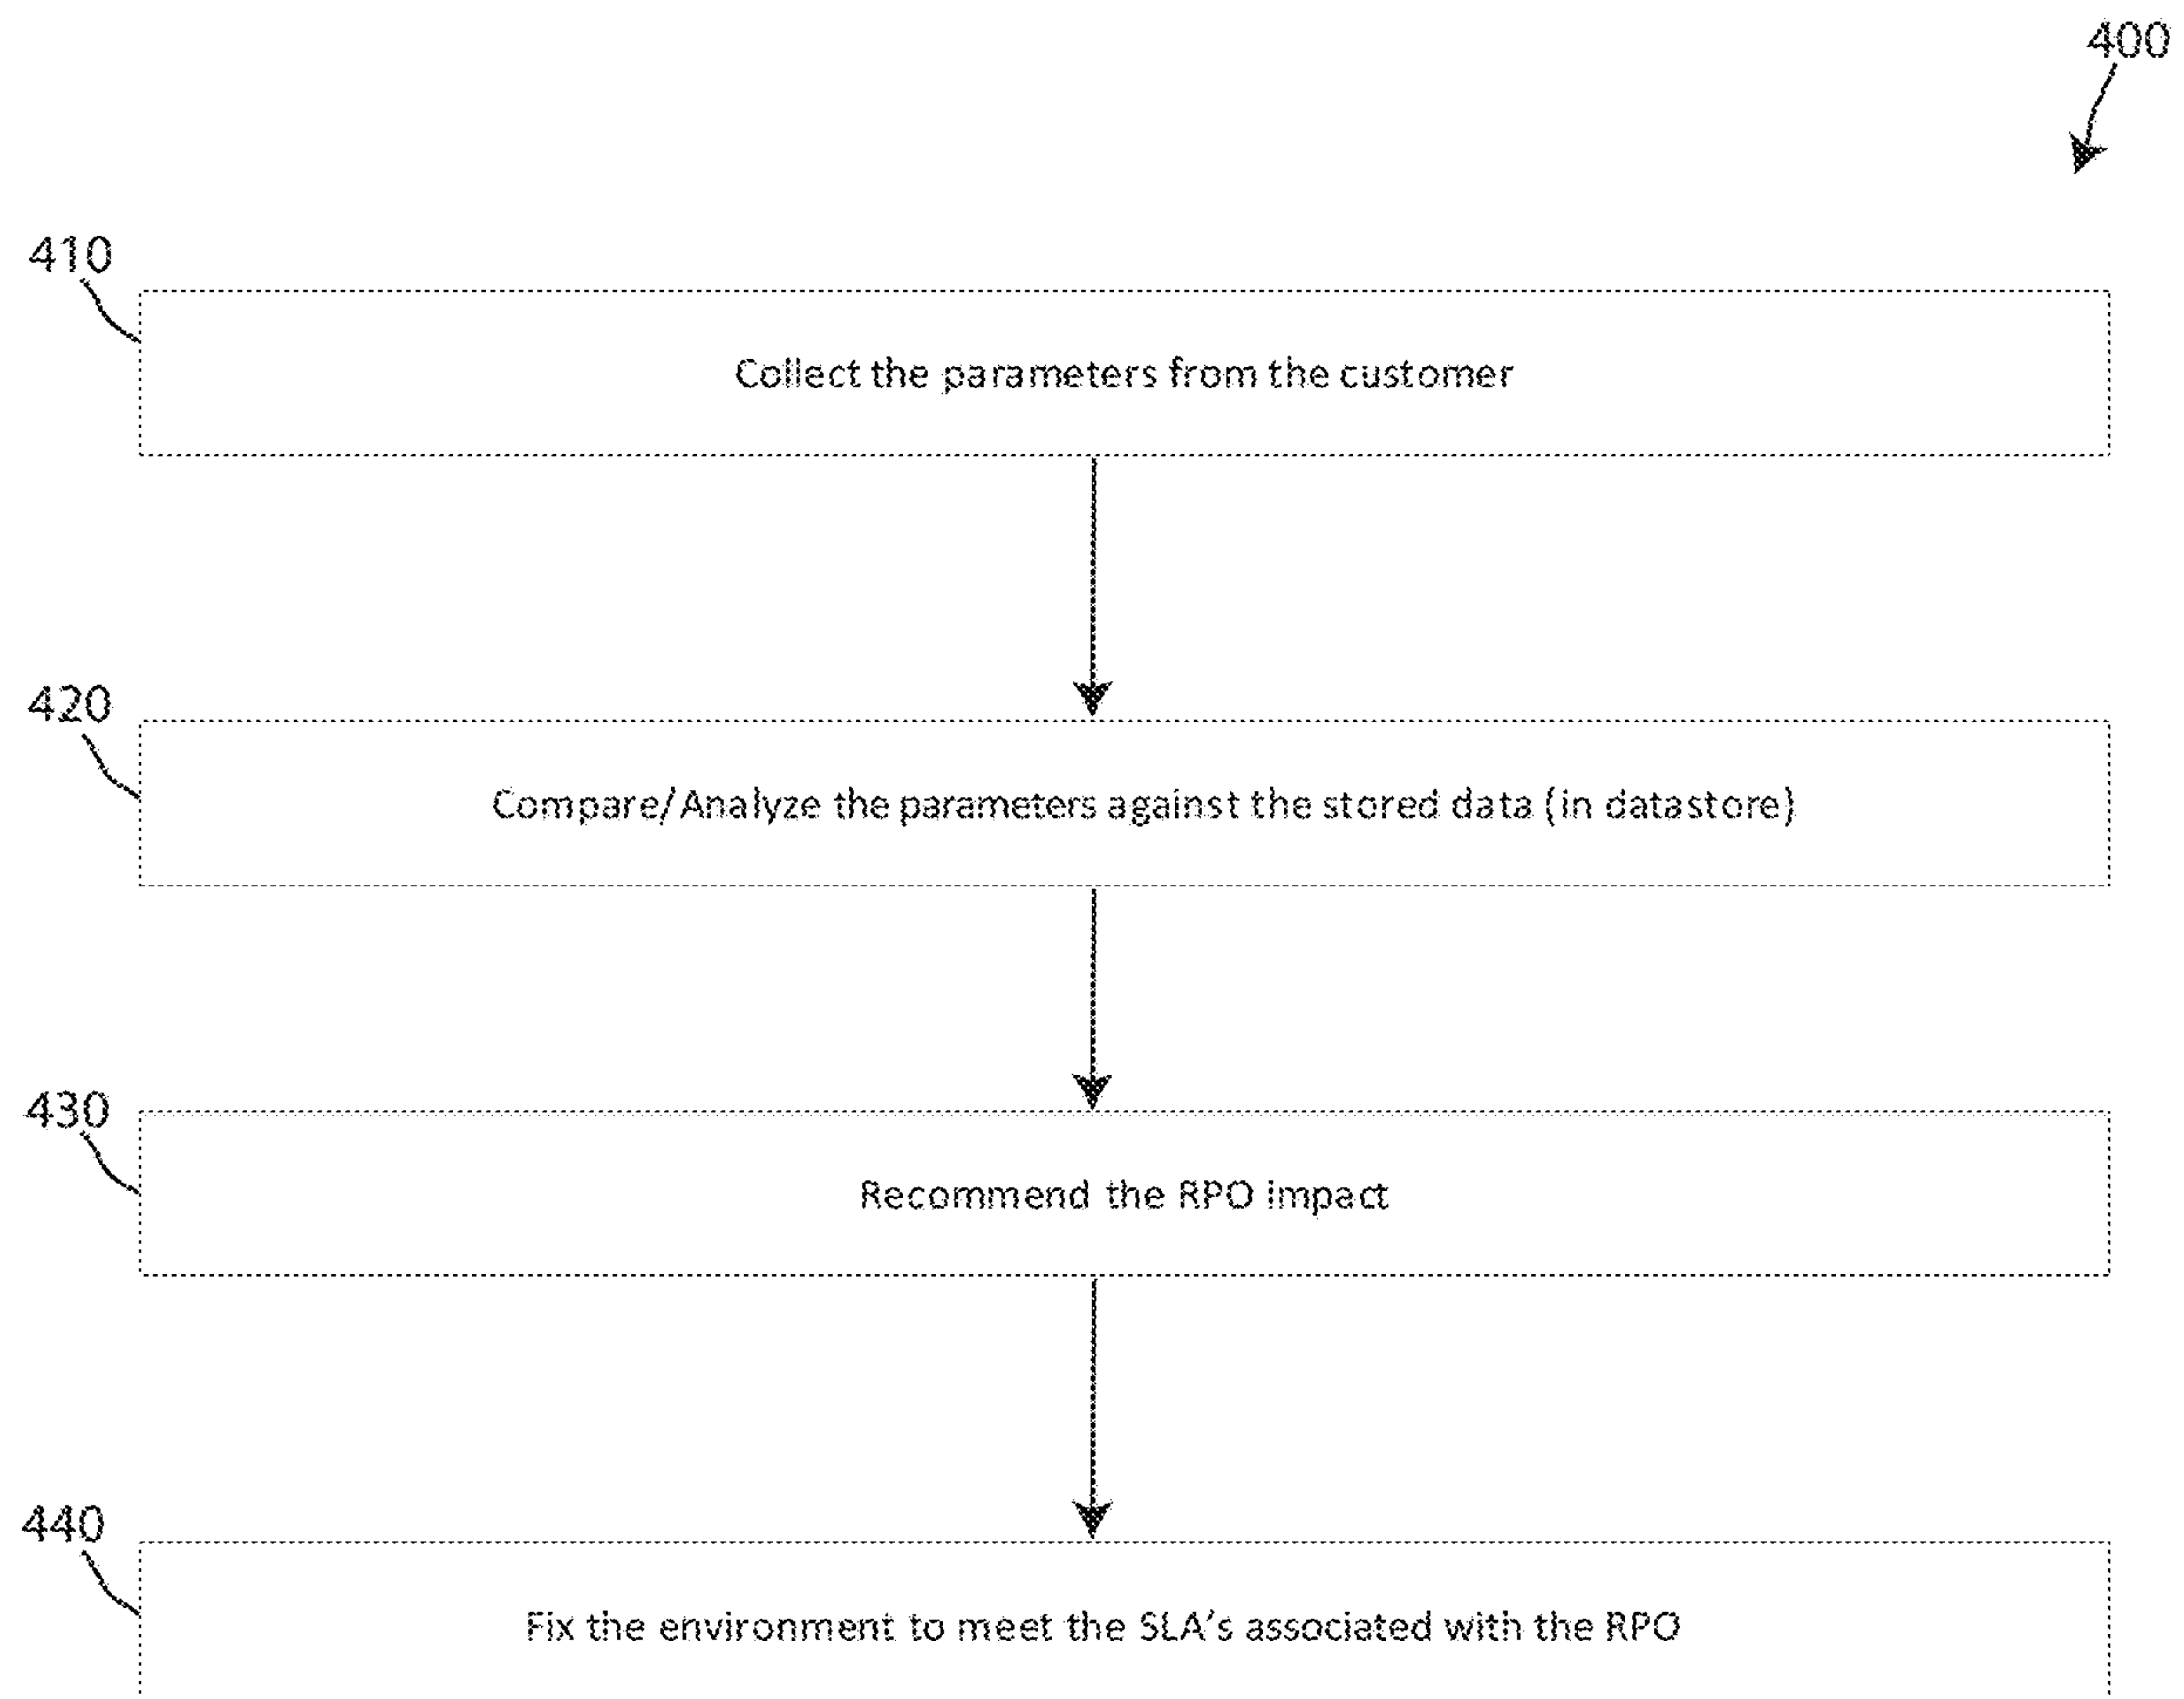 400
410
Collect the parameters from the customer
420
Compare/Analyze the parameters against the stored data (in datastore)
430
Recommend the RPO impact
440
Fix the environment to meet the SLA's associated with the RPO